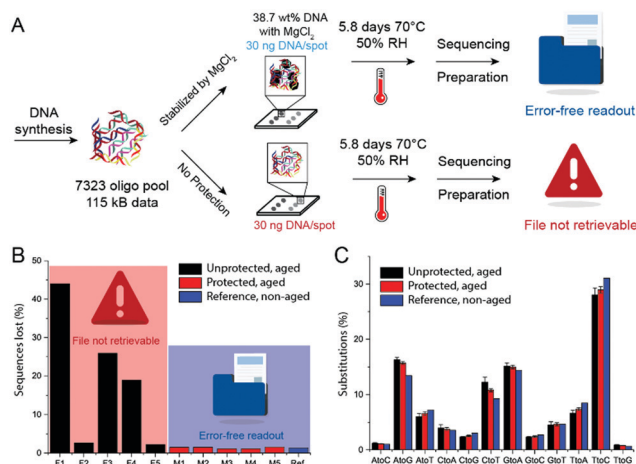 A
DNA
synthesis
7323 oligo pool
115 kB data
Stabilized by MgCl2
No Protection
38.7 wt% DNA
with MgCl2
30 ng DNA/spot
30 ng DNA/spot
5.8 days 70°C
50% RH
Sequencing
Preparation
Error-free readout
5.8 days 70°C
50% RH
Sequencing
Preparation
File not retrievable
B
Sequences lost (%)
50
40
30
20
10
0
Unprotected, aged
Protected, aged
Reference, non-aged
File not retrievable
Error-free readout
E1 E2 E3 E4 E5 M1 M2 M3 M4 M5 Ref
C
Substitutions (%)
30
20
10
0
Unprotected, aged
Protected, aged
Reference, non-aged
AtoC AtoG AtoT CtoA CtoG CtoT GtoA GtoC GtoT TtoA TtoC TtoG